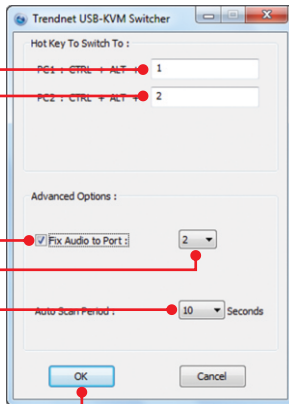 Trendnet USB-KVM Switcher
Hot Key To Switch To :
PC1 : CTRL + ALT + 1
PC2 : CTRL + ALT + 2
Advanced Options :
Fix Audio to Port : 2
Auto Scan Period : 10 Seconds
OK Cancel